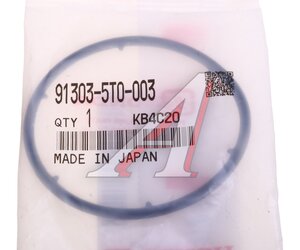 91303-5T0-003
QTY 1 KB4C20
MADE IN JAPAN